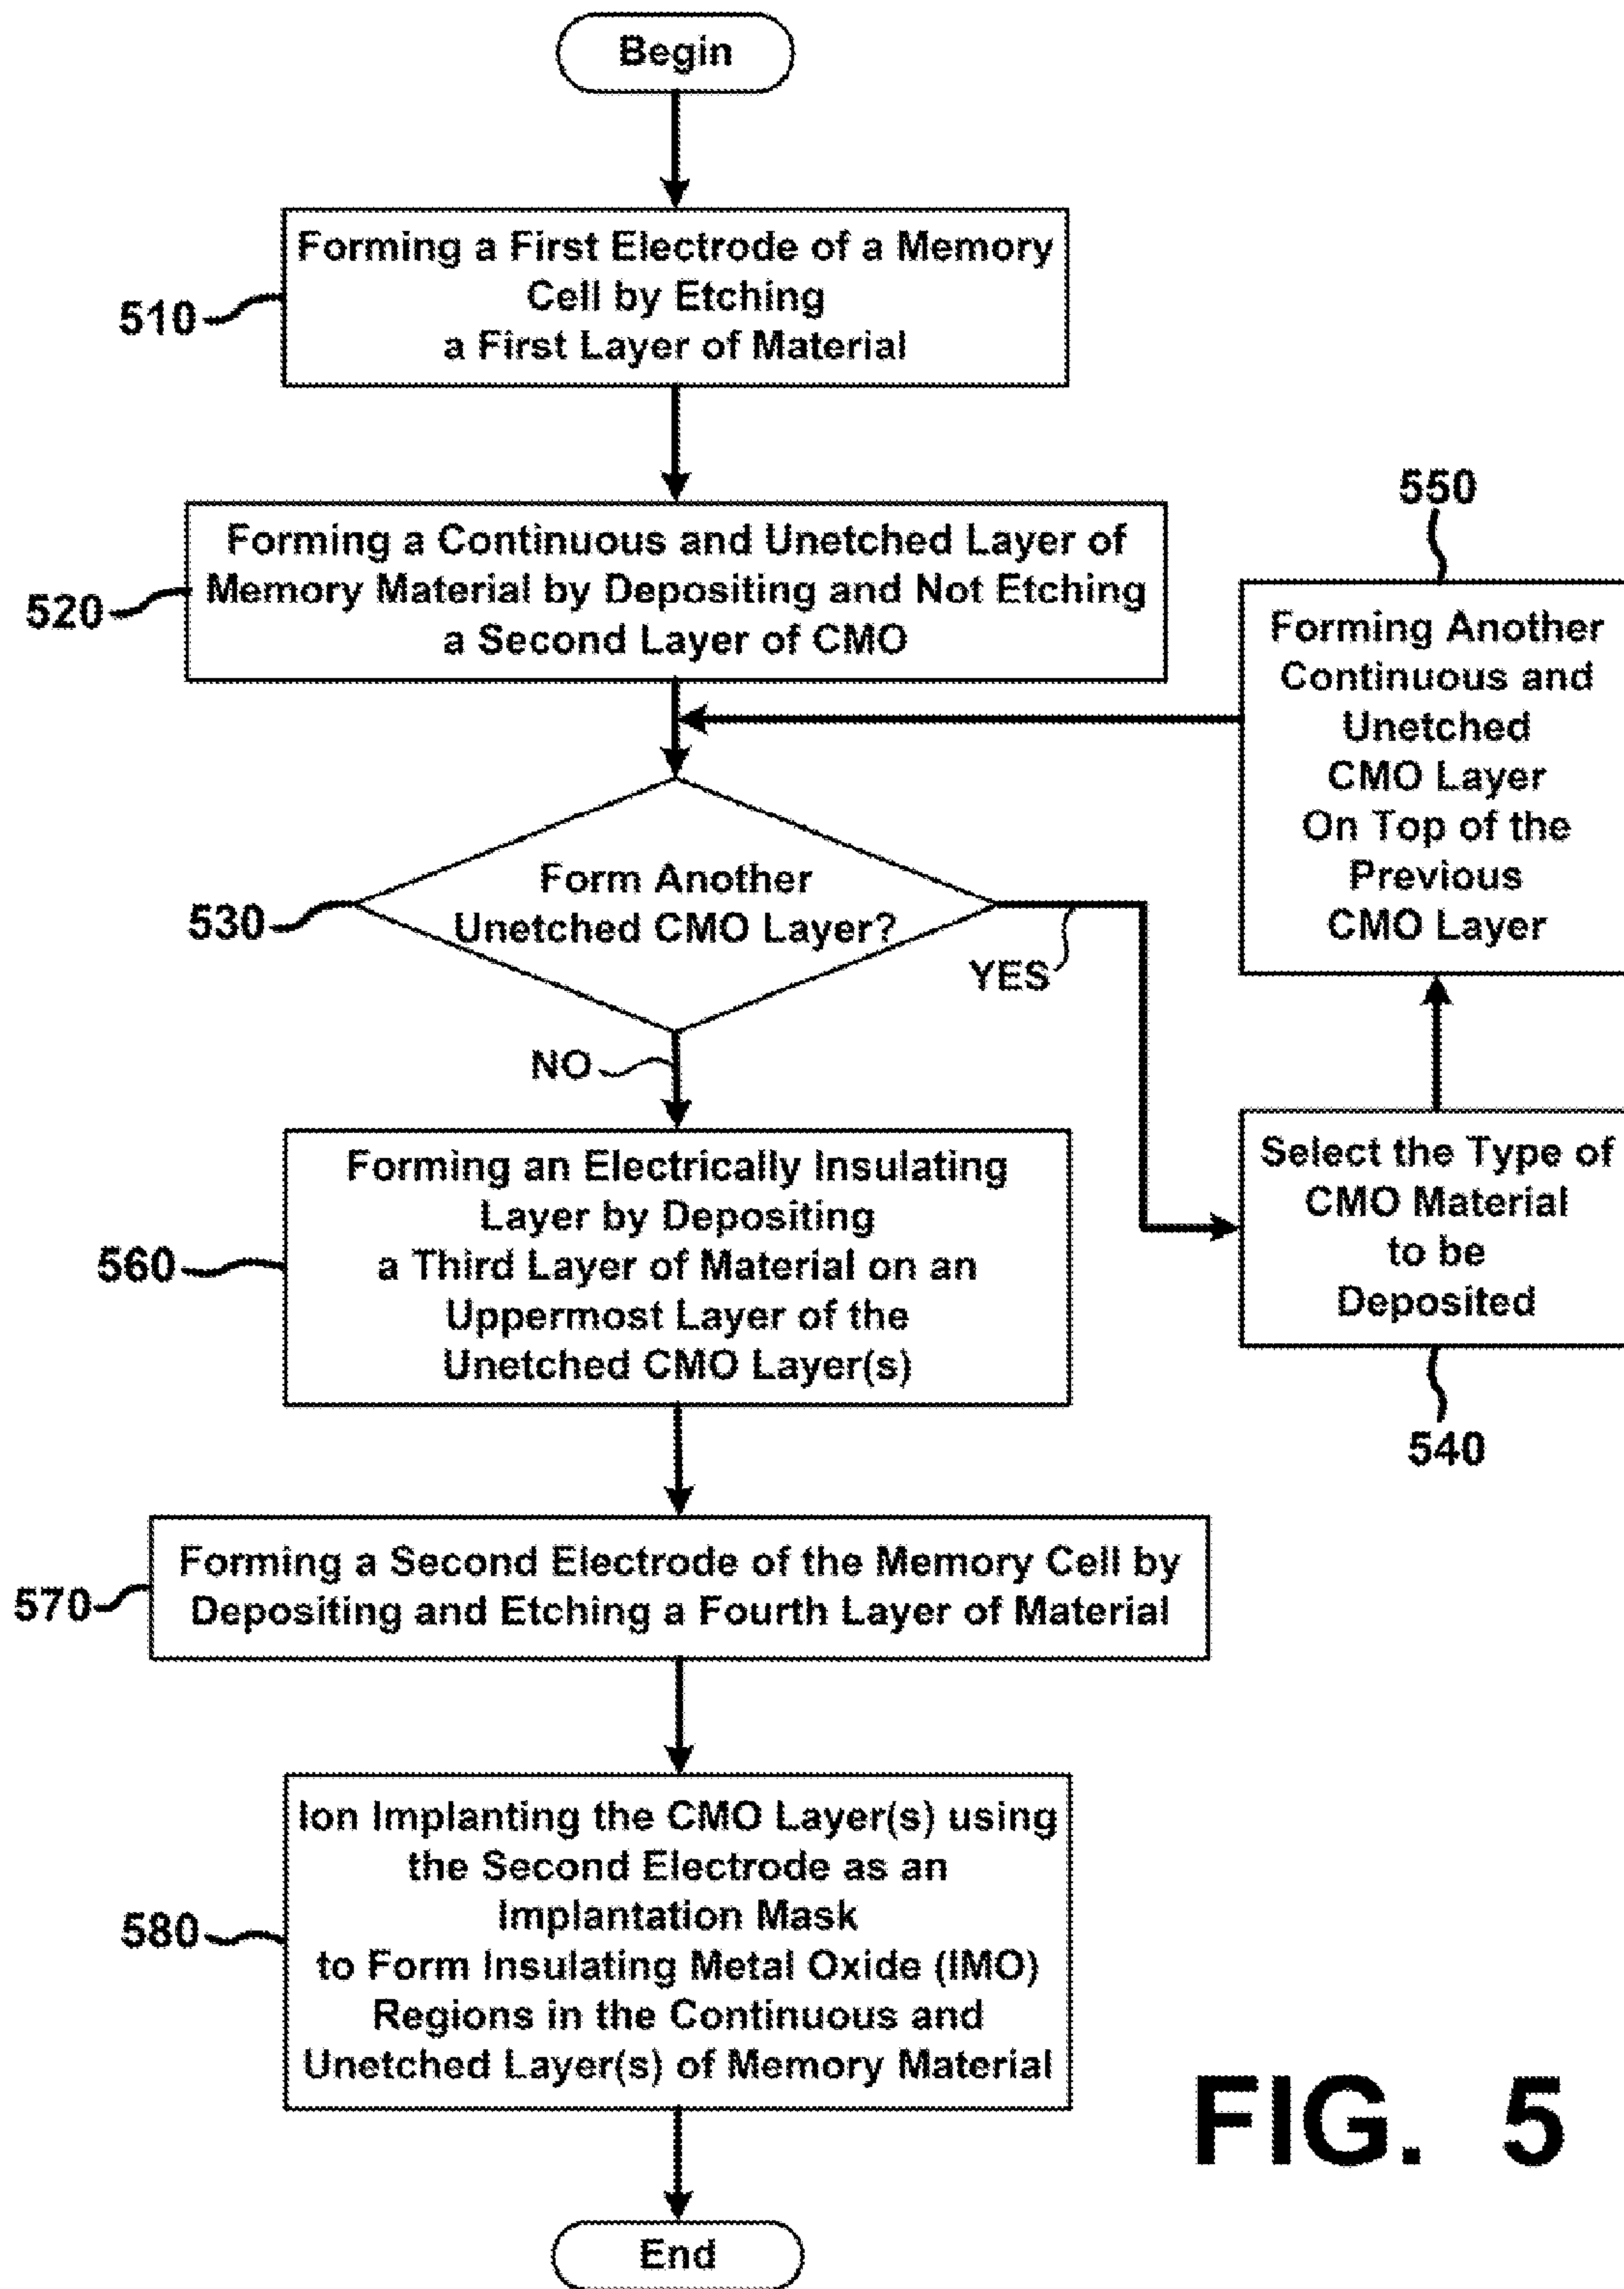 Begin
Forming a First Electrode of a Memory
Cell by Etching
a First Layer of Material
510
Forming a Continuous and Unetched Layer of
Memory Material by Depositing and Not Etching
a Second Layer of CMO
520
Form Another
Unetched CMO Layer?
530
YES
NO
550
Forming Another
Continuous and
Unetched
CMO Layer
On Top of the
Previous
CMO Layer
Select the Type of
CMO Material
to be
Deposited
540
Forming an Electrically Insulating
Layer by Depositing
a Third Layer of Material on an
Uppermost Layer of the
Unetched CMO Layer(s)
560
Forming a Second Electrode of the Memory Cell by
Depositing and Etching a Fourth Layer of Material
570
Ion Implanting the CMO Layer(s) using
the Second Electrode as an
Implantation Mask
to Form Insulating Metal Oxide (IMO)
Regions in the Continuous and
Unetched Layer(s) of Memory Material
580
End
FIG. 5